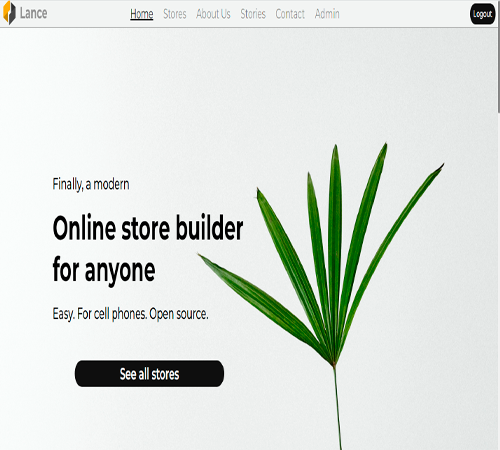 Lance Home Stores About Us Stories Contact Admin Logout
Finally, a modern
Online store builder
for anyone
Easy. For cell phones. Open source.
See all stores